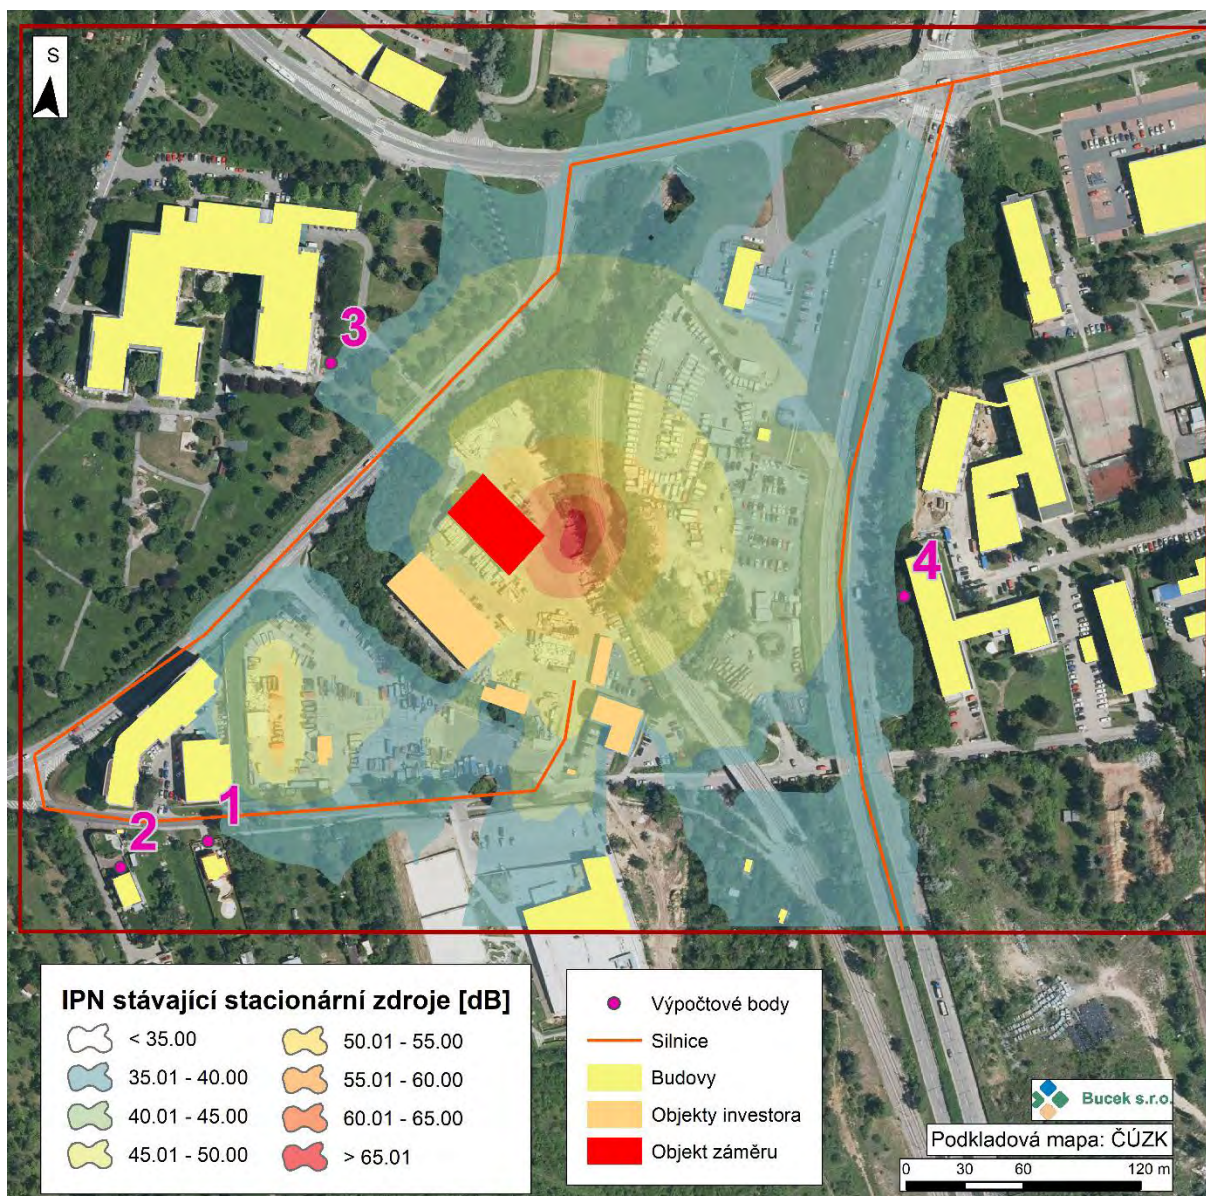 S
3
4
1
2
IPN stávající stacionární zdroje [dB]
< 35.00
35.01 - 40.00
40.01 - 45.00
45.01 - 50.00
50.01 - 55.00
55.01 - 60.00
60.01 - 65.00
> 65.01
Výpočtové body
Silnice
Budovy
Objekty investora
Objekt záměru
Bucek s.r.o.
Podkladová mapa: ČÚZK
0 30 60 120 m